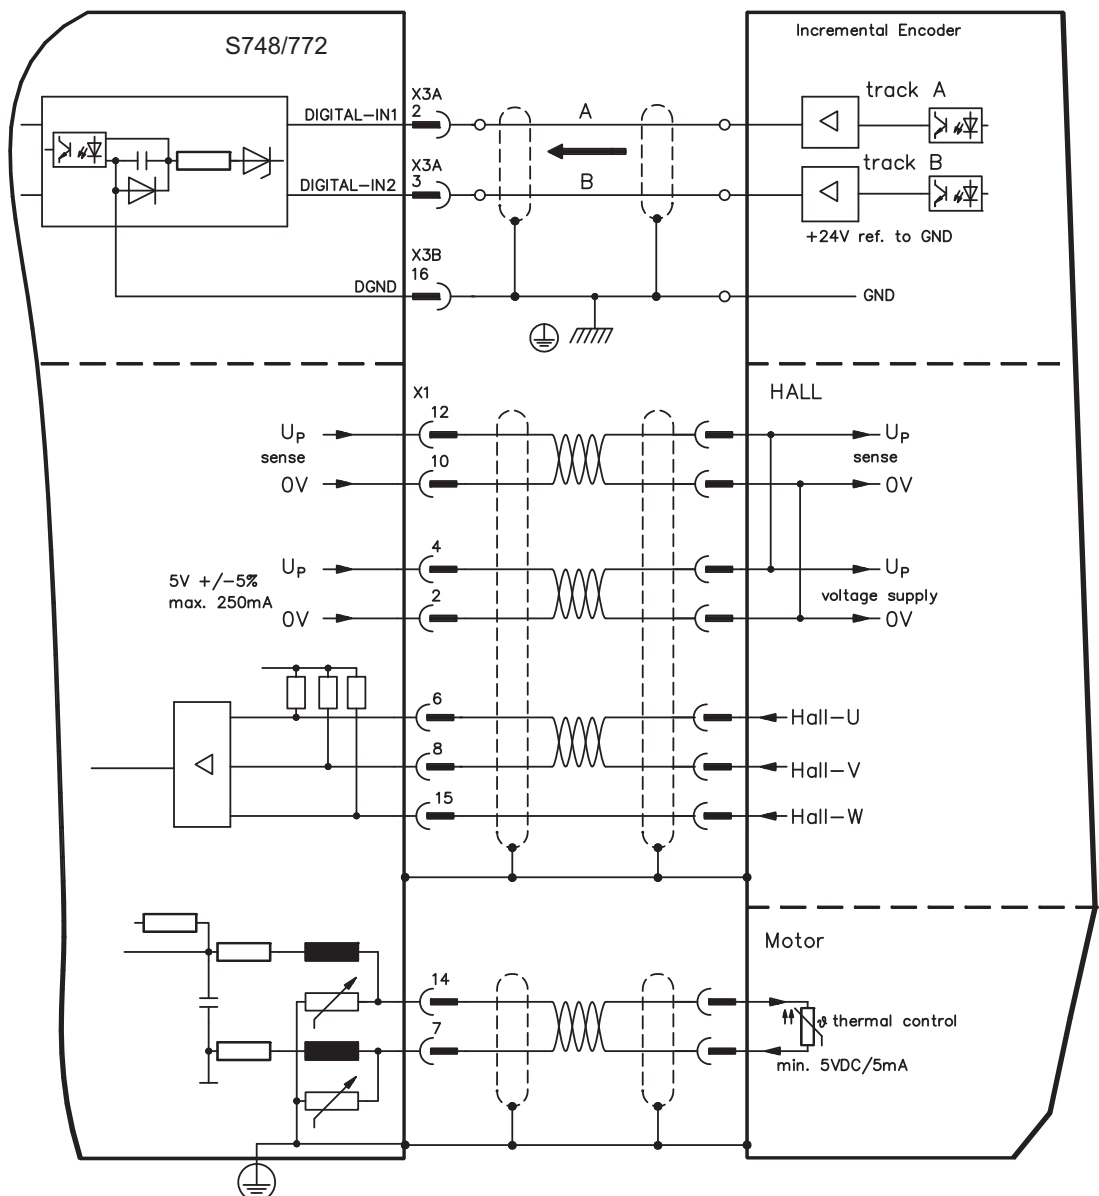 S748/772
Incremental Encoder
X3A
2
DIGITAL-IN1
A
track A
X3A
3
DIGITAL-IN2
B
track B
+24V ref. to GND
X3B
16
DGND
GND
X1
HALL
12
UP
UP
sense
sense
10
0V
0V
4
UP
UP
5V +/-5%
max. 250mA
voltage supply
2
0V
0V
6
Hall-U
8
Hall-V
15
Hall-W
Motor
14
ϑ thermal control
7
min. 5VDC/5mA